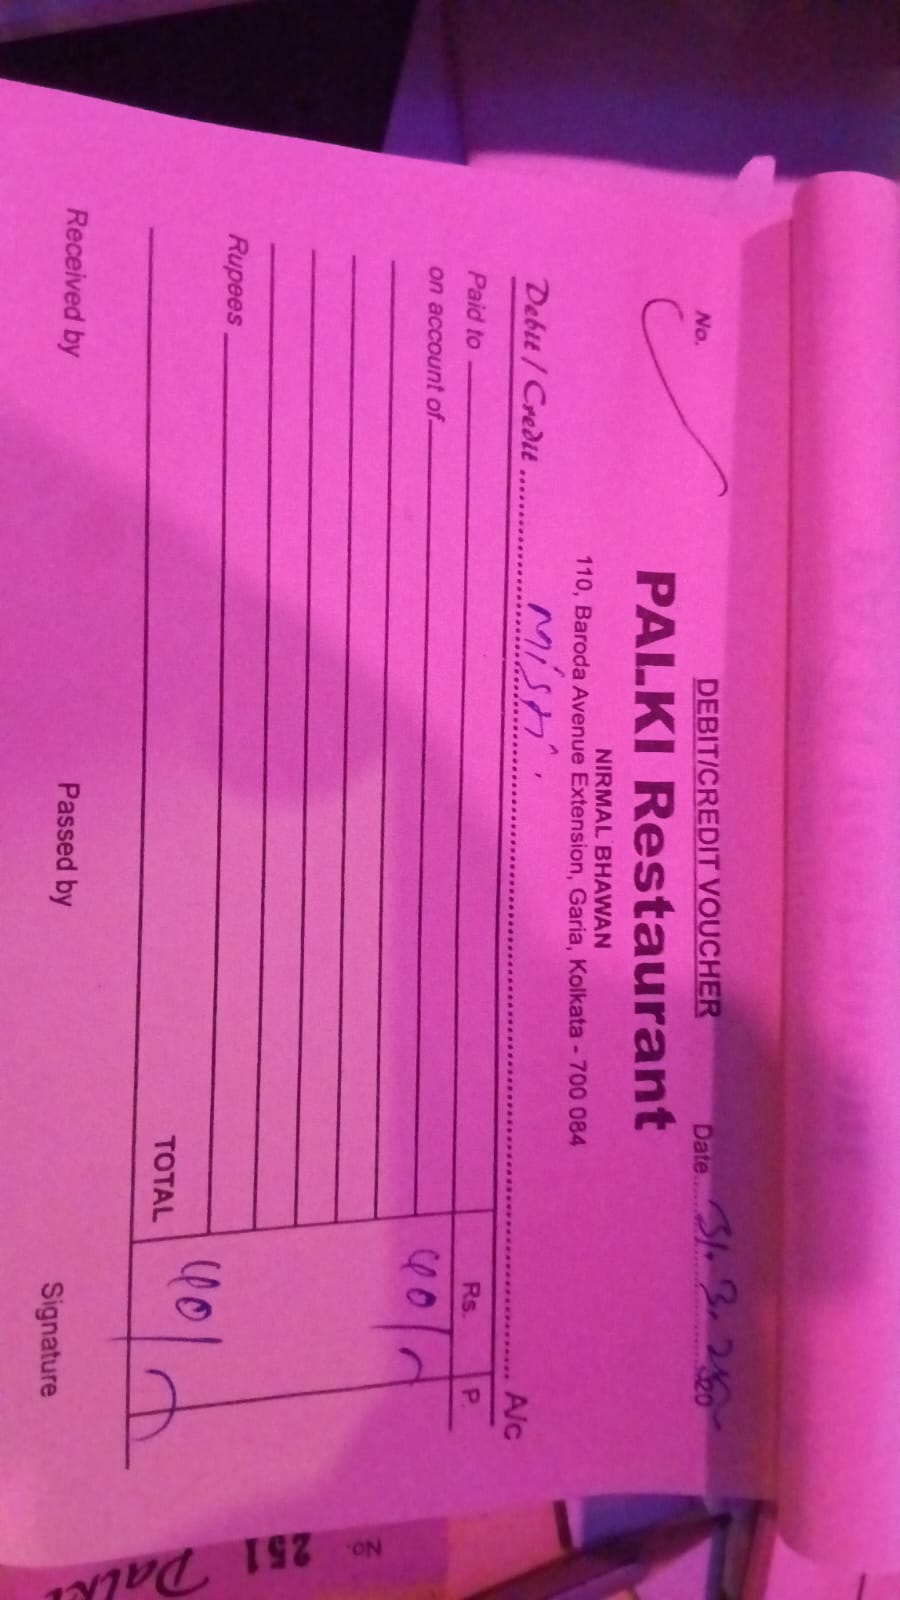 DEBIT/CREDIT VOUCHER
No.
Date 31.3.2
PALKI Restaurant
NIRMAL BHAWAN
110, Baroda Avenue Extension, Garia, Kolkata - 700 084
Debit / Credit Misti. A/c
Paid to Rs. P.
on account of 40/-
Rupees
TOTAL 40/-
Received by Passed by Signature
No. 251
Palki